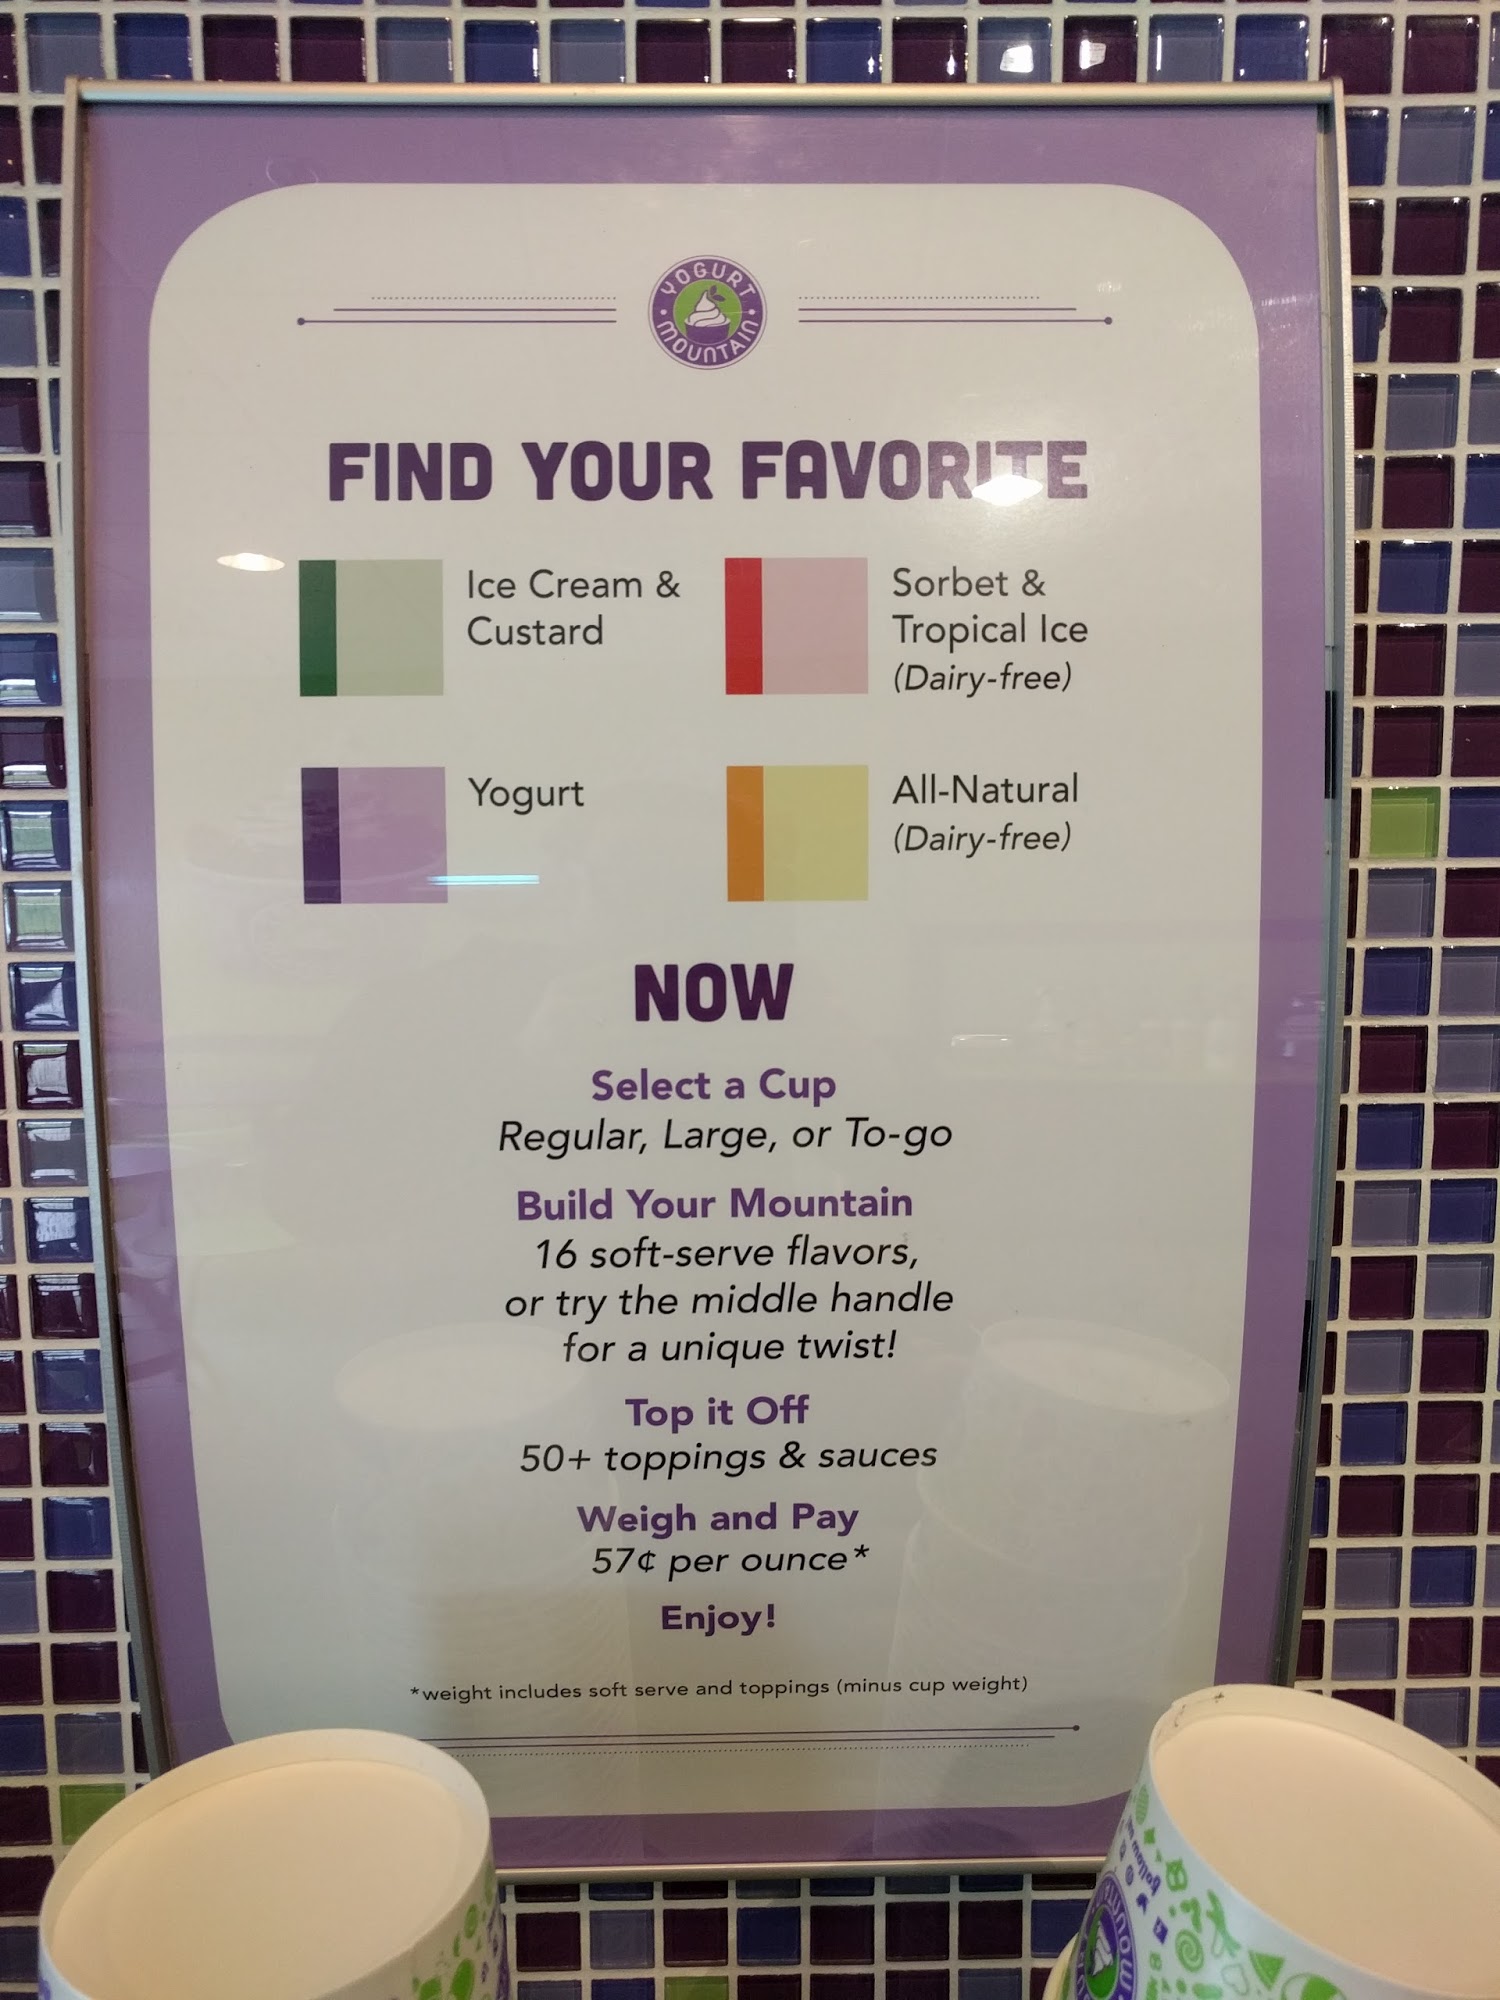 YOGURT
MOUNTAIN
FIND YOUR FAVORITE
Ice Cream &
Custard
Sorbet &
Tropical Ice
(Dairy-free)
Yogurt
All-Natural
(Dairy-free)
NOW
Select a Cup
Regular, Large, or To-go
Build Your Mountain
16 soft-serve flavors,
or try the middle handle
for a unique twist!
Top it Off
50+ toppings & sauces
Weigh and Pay
57¢ per ounce*
Enjoy!
*weight includes soft serve and toppings (minus cup weight)
follow us